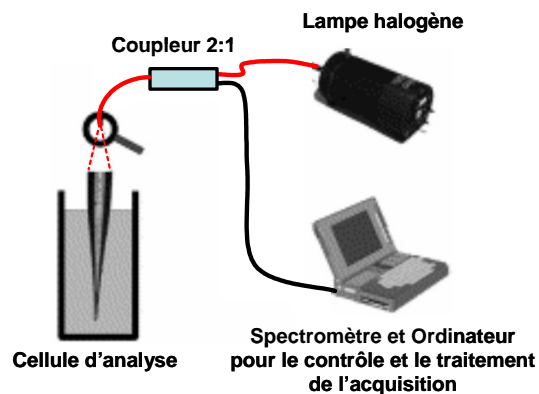 Lampe halogène
Coupleur 2:1
Cellule d'analyse
Spectromètre et Ordinateur
pour le contrôle et le traitement
de l'acquisition